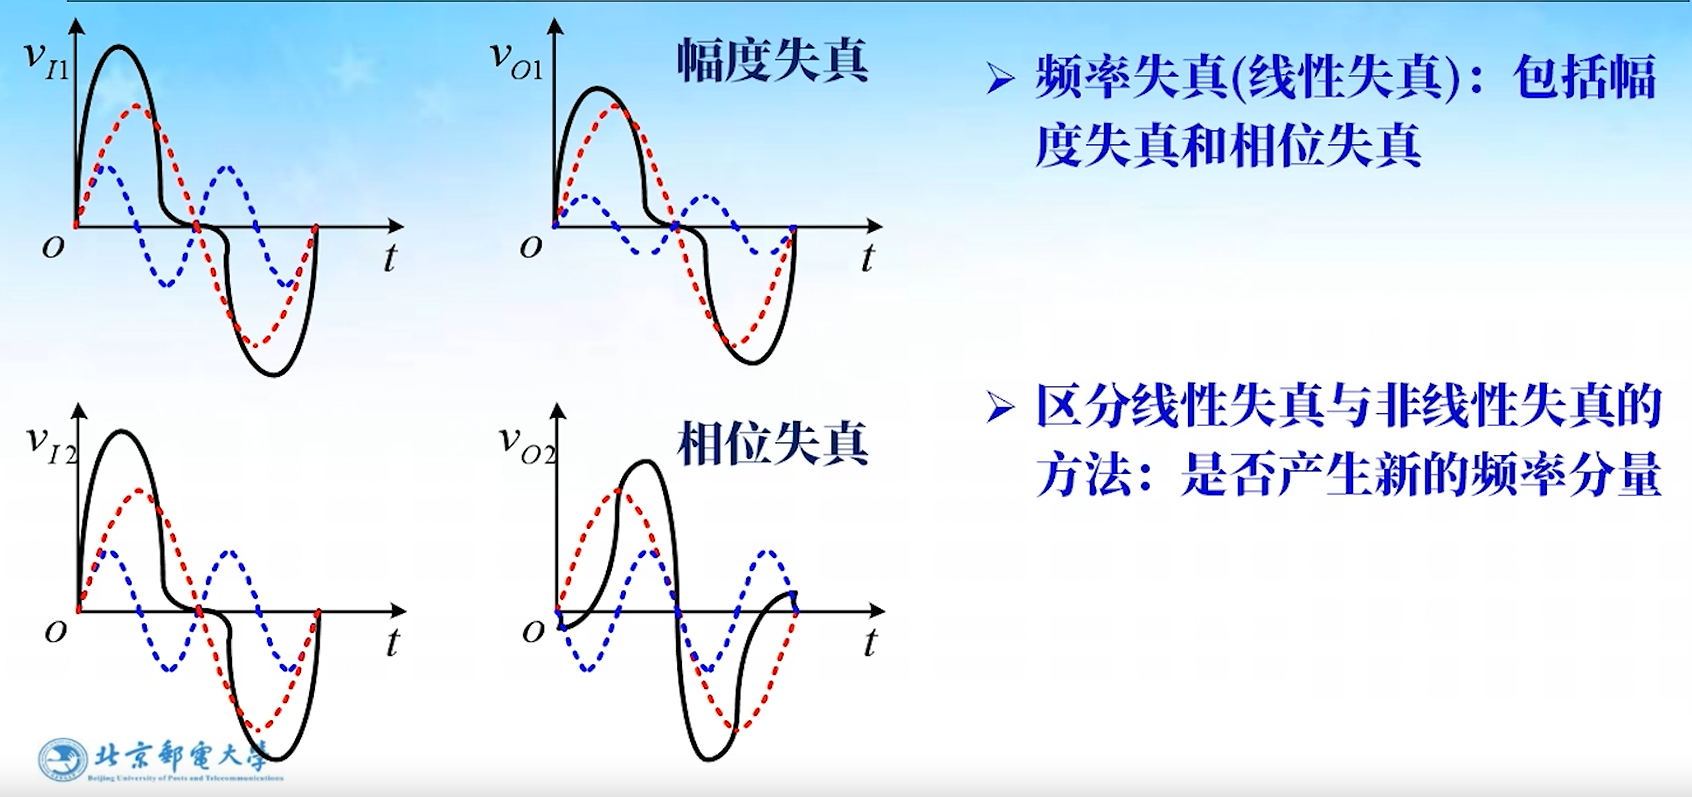 v_{I1}
o
t
v_{O1}
幅度失真
o
t
v_{I2}
o
t
v_{O2}
相位失真
o
t
➢ 频率失真(线性失真)：包括幅
度失真和相位失真
➢ 区分线性失真与非线性失真的
方法：是否产生新的频率分量
北京郵電大學
Beijing University of Posts and Telecommunications